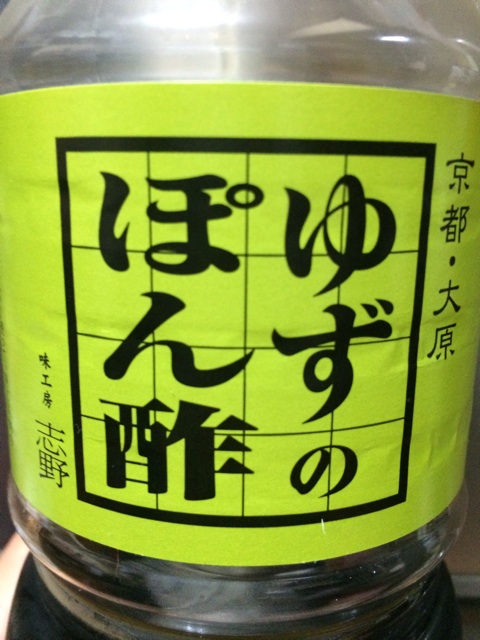 京都・大原
ゆずの
ぽん酢
味工房 志野